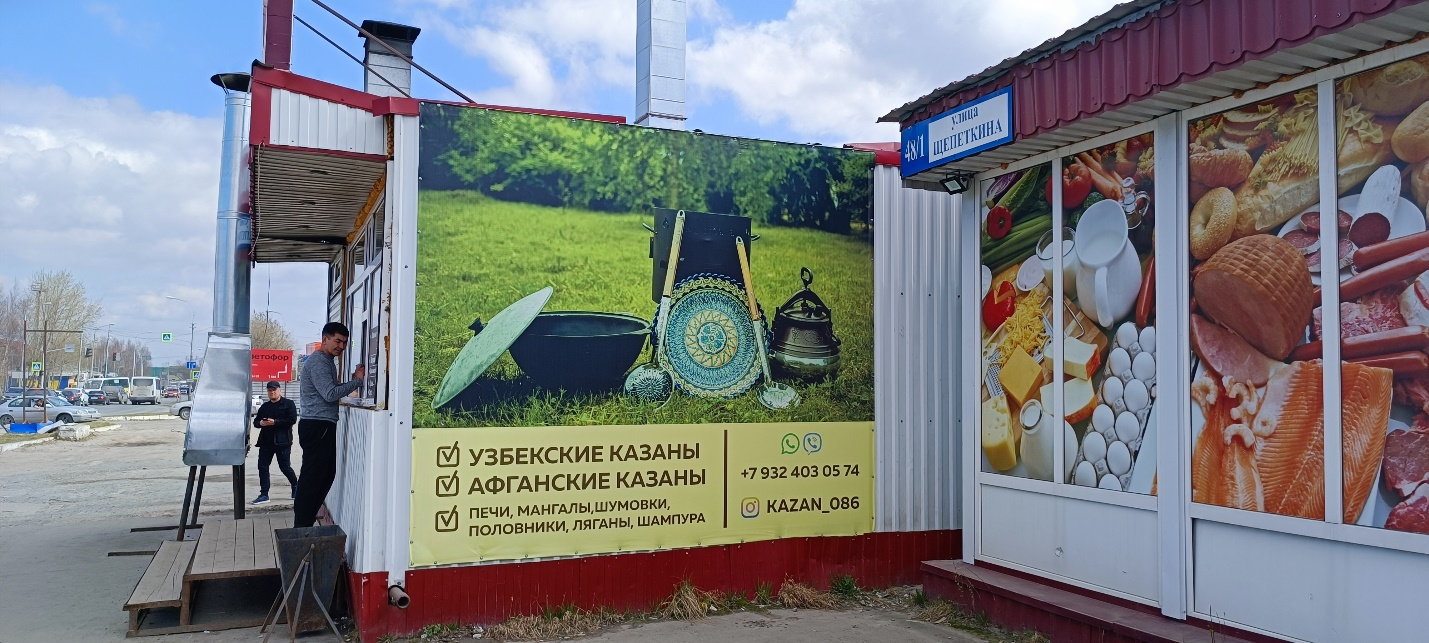 улица
48/1 ЩЕПЕТКИНА
УЗБЕКСКИЕ КАЗАНЫ
АФГАНСКИЕ КАЗАНЫ
ПЕЧИ, МАНГАЛЫ,ШУМОВКИ,
ПОЛОВНИКИ, ЛЯГАНЫ, ШАМПУРА
+7 932 403 05 74
KAZAN_086